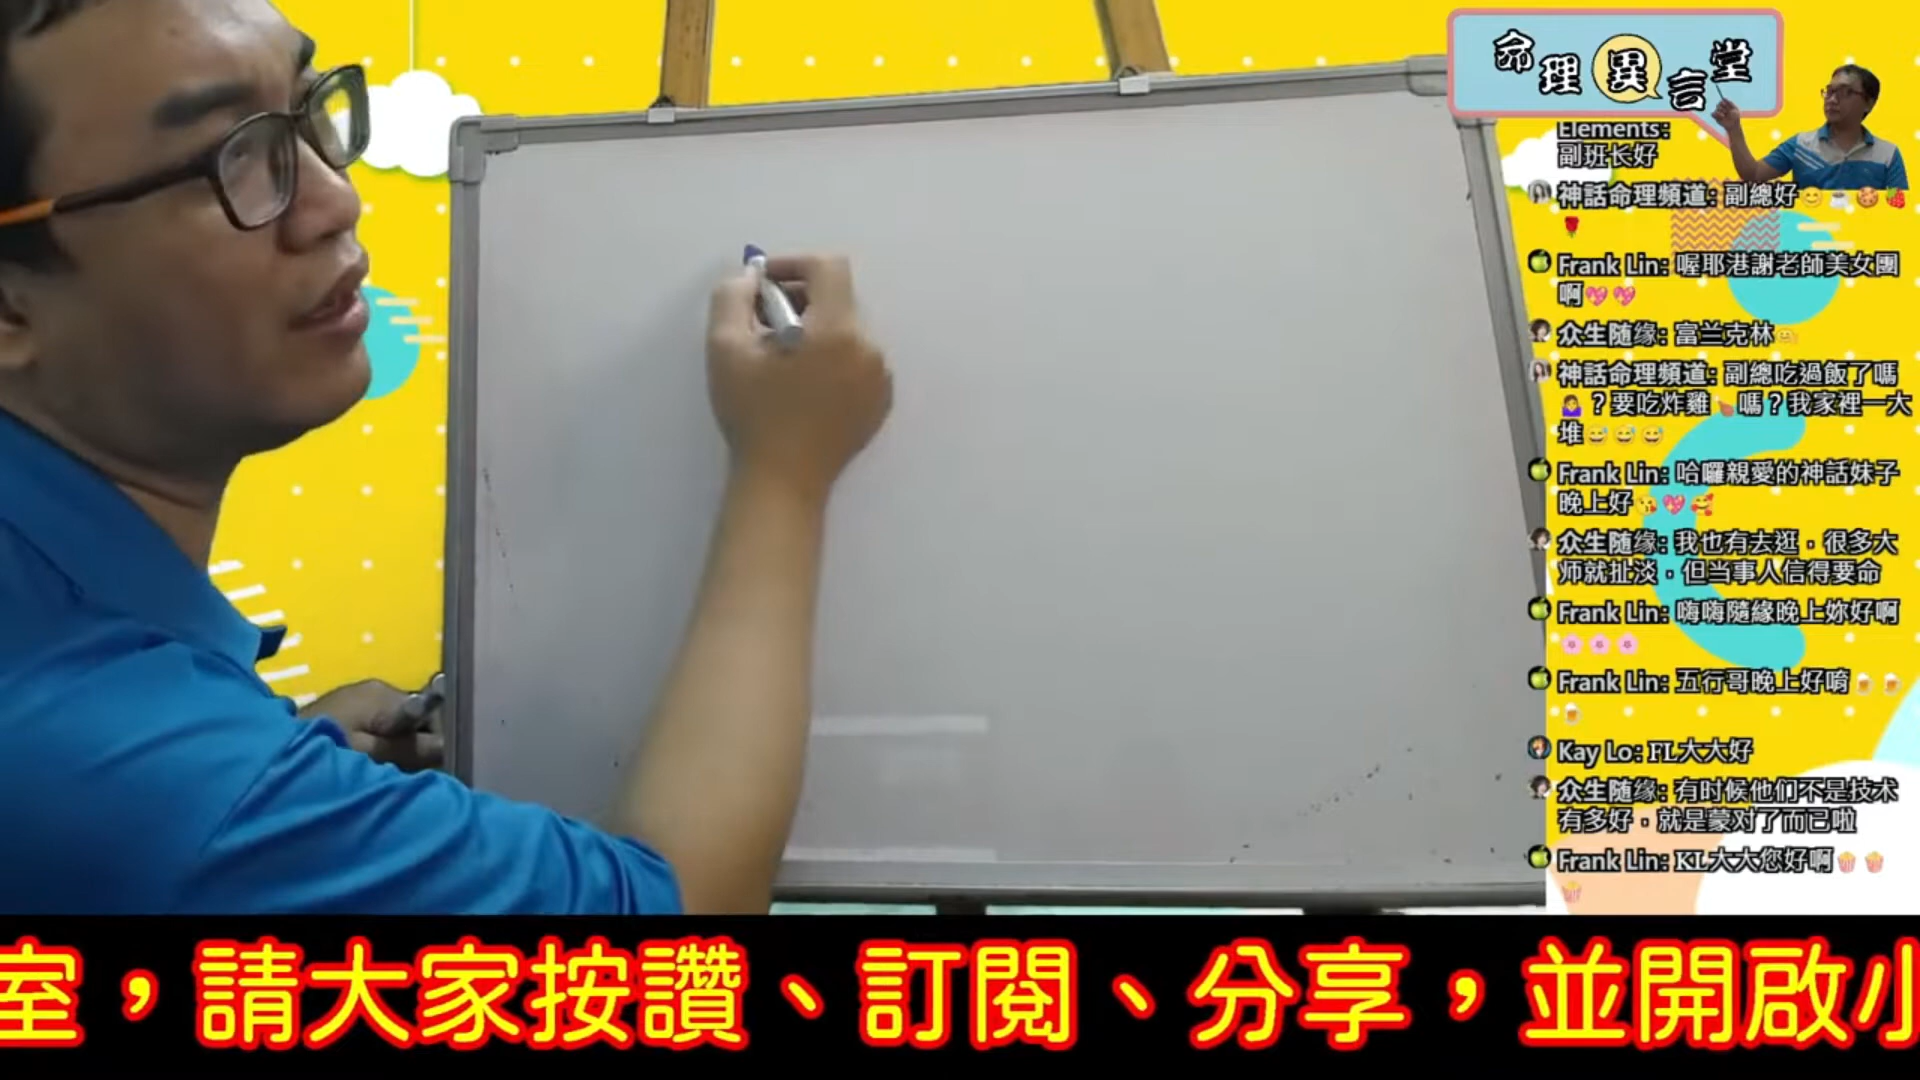 命理異言堂
Elements:
副班长好
神話命理頻道: 副總好😊☕🍪🍓
🌹
Frank Lin: 喔耶港謝老師美女團
啊💖💖
众生随缘: 富兰克林🤗
神話命理頻道: 副總吃過飯了嗎
🤷‍♀️？要吃炸雞🍗嗎？我家裡一大
堆😅😅😅
Frank Lin: 哈囉親愛的神話妹子
晚上好😘💖🥰
众生随缘: 我也有去逛，很多大
师就扯淡，但当事人信得要命
Frank Lin: 嗨嗨隨緣晚上妳好啊
🌸🌸🌸
Frank Lin: 五行哥晚上好唷🍺🍺
🍺
Kay Lo: FL大大好
众生随缘: 有时候他们不是技术
有多好，就是蒙对了而已啦
Frank Lin: KL大大您好啊🍿🍿
🍿
室，請大家按讚、訂閱、分享，並開啟小